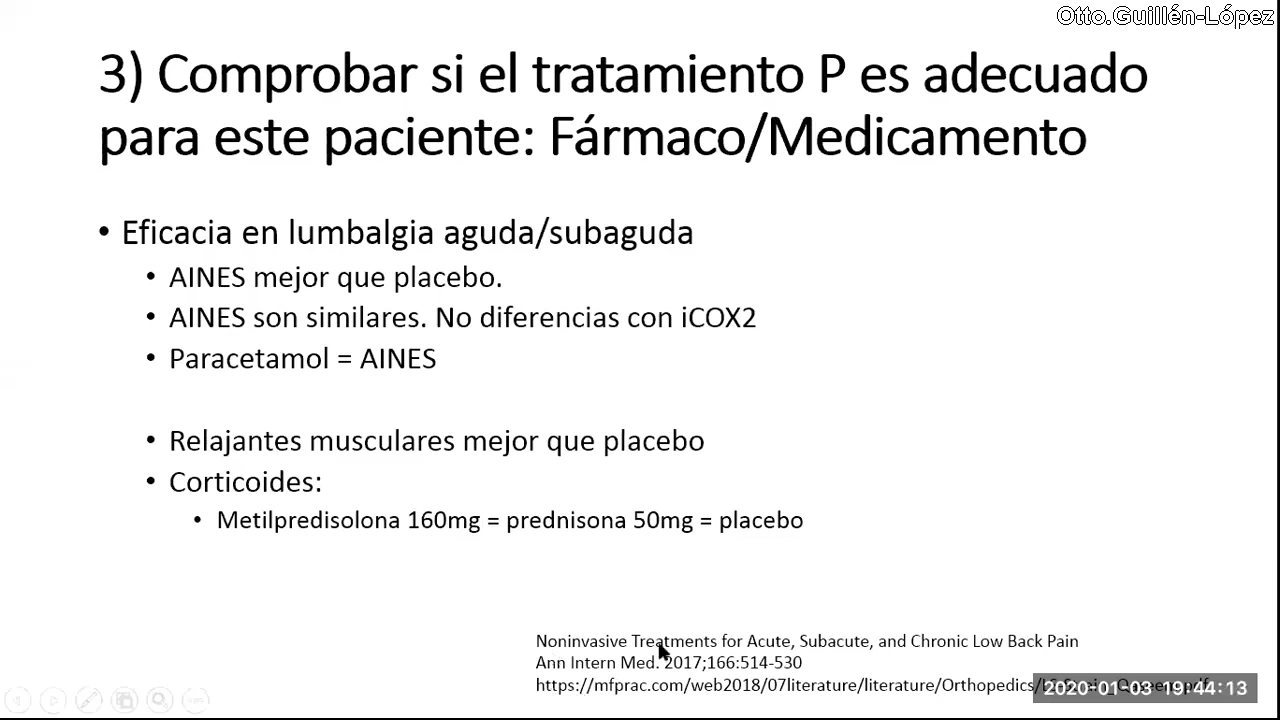 Otto.Guillén-López
3) Comprobar si el tratamiento P es adecuado
para este paciente: Fármaco/Medicamento
• Eficacia en lumbalgia aguda/subaguda
• AINES mejor que placebo.
• AINES son similares. No diferencias con iCOX2
• Paracetamol = AINES
• Relajantes musculares mejor que placebo
• Corticoides:
• Metilpredisolona 160mg = prednisona 50mg = placebo
Noninvasive Treatments for Acute, Subacute, and Chronic Low Back Pain
Ann Intern Med. 2017;166:514-530
https://mfprac.com/web2018/07literature/literature/Orthopedics/
2020-01-03 19:44:13